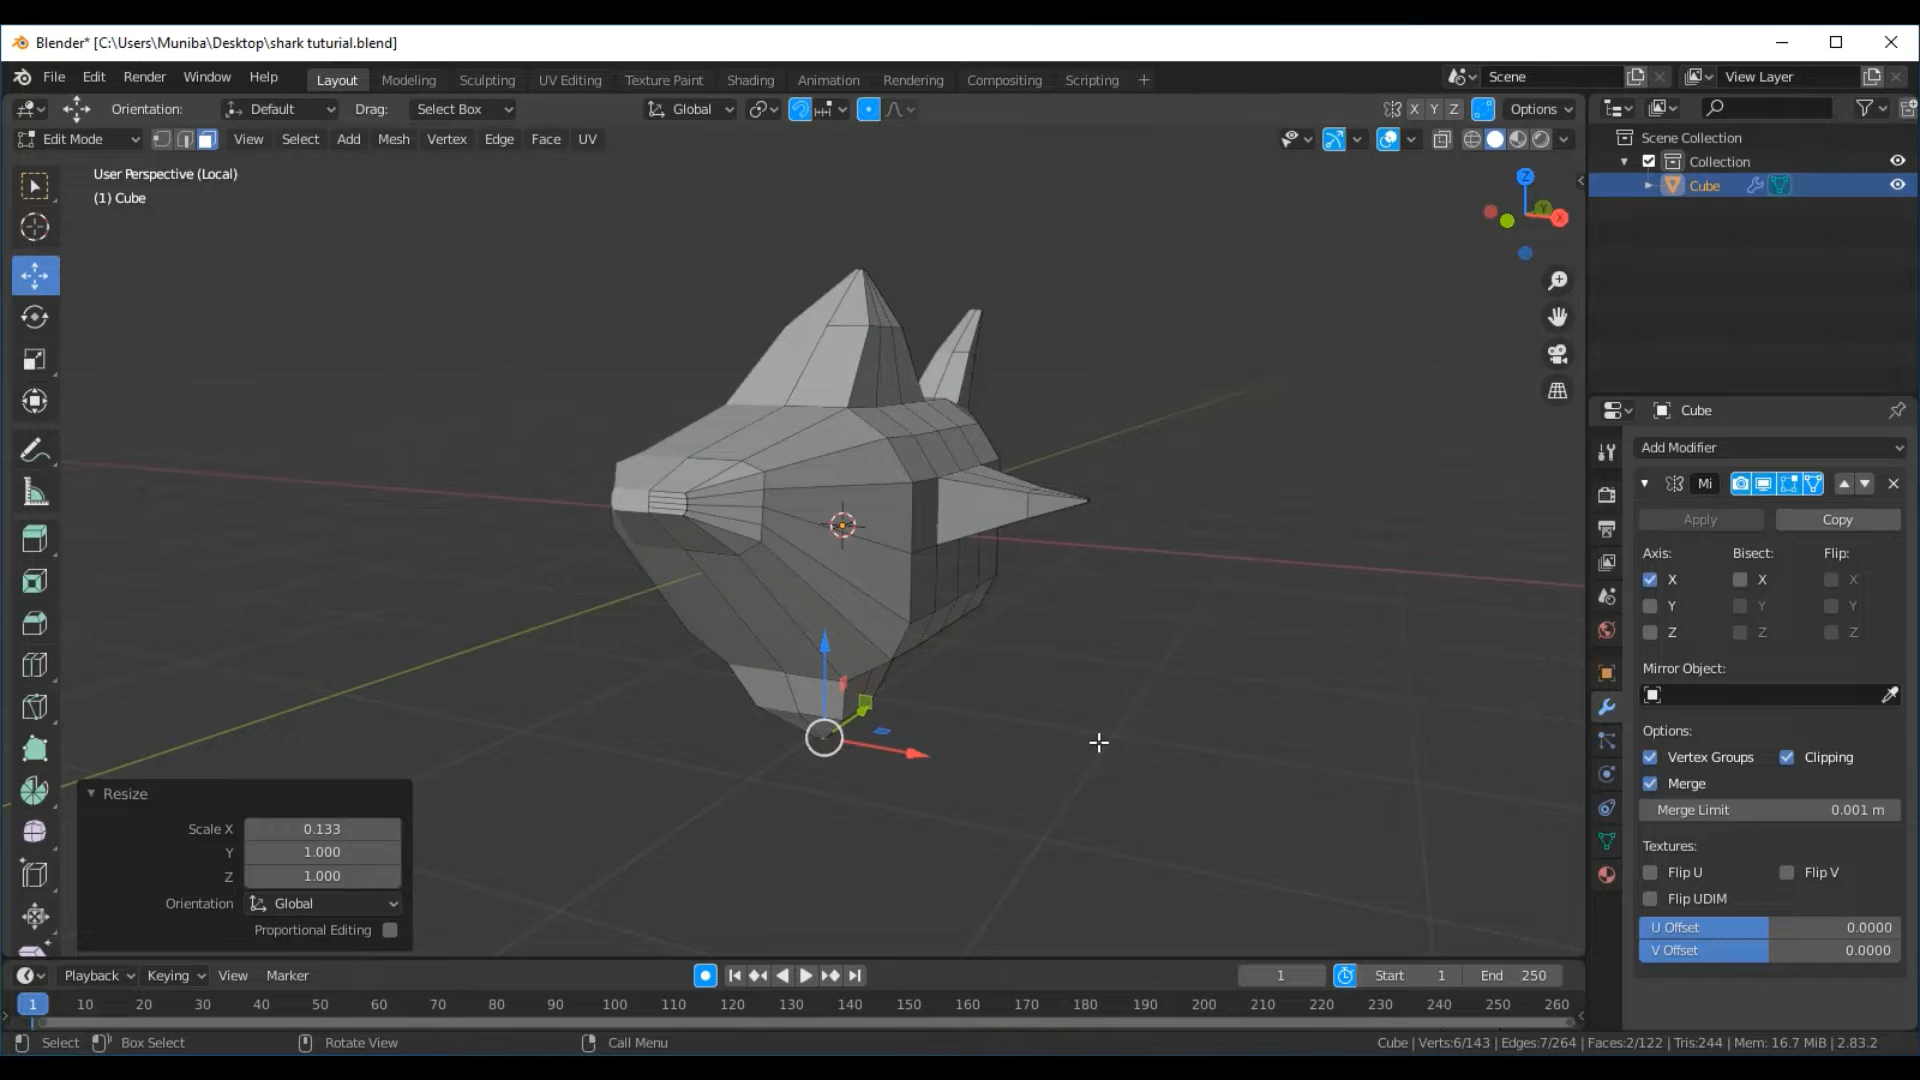 Blender* [C:\Users\Muniba\Desktop\shark tuturial.blend]
File Edit Render Window Help Layout Modeling Sculpting UV Editing Texture Paint Shading Animation Rendering Compositing Scripting + Scene View Layer
Orientation: Default Drag: Select Box Global X Y Z Options
Edit Mode View Select Add Mesh Vertex Edge Face UV
Scene Collection
Collection
Cube
User Perspective (Local)
(1) Cube
Z
Y
X
Cube
Add Modifier
Mi
Apply Copy
Axis: Bisect: Flip:
X X X
Y Y Y
Z Z Z
Mirror Object:
Options:
Vertex Groups Clipping
Merge
Merge Limit 0.001 m
Textures:
Flip U Flip V
Flip UDIM
U Offset 0.0000
V Offset 0.0000
Resize
Scale X 0.133
Y 1.000
Z 1.000
Orientation Global
Proportional Editing
Playback Keying View Marker 1 Start 1 End 250
1 10 20 30 40 50 60 70 80 90 100 110 120 130 140 150 160 170 180 190 200 210 220 230 240 250 260
Select Box Select Rotate View Call Menu Cube | Verts:6/143 | Edges:7/264 | Faces:2/122 | Tris:244 | Mem: 16.7 MiB | 2.83.2